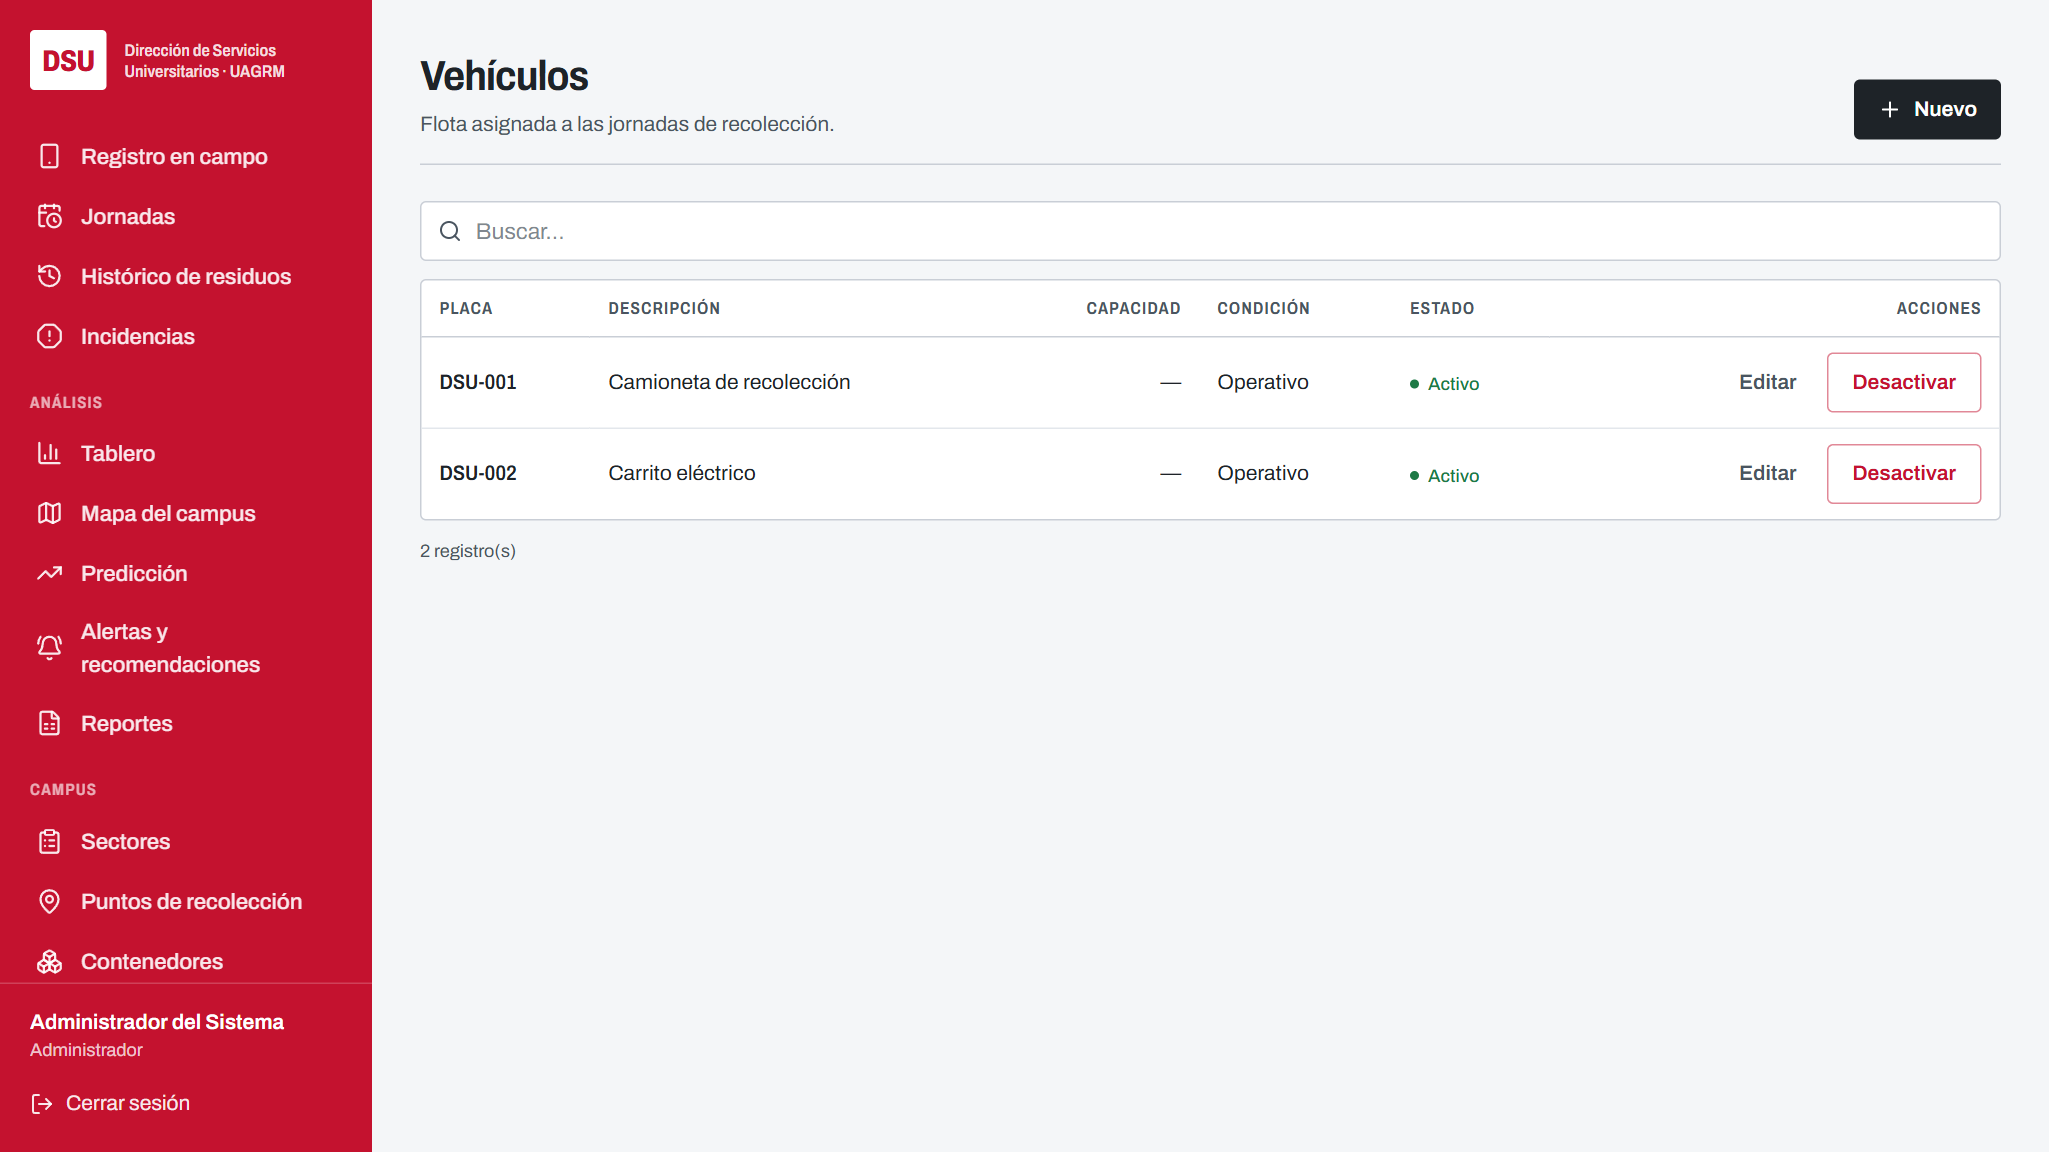 DSU
Dirección de Servicios
Universitarios · UAGRM
Registro en campo
Jornadas
Histórico de residuos
Incidencias
ANÁLISIS
Tablero
Mapa del campus
Predicción
Alertas y
recomendaciones
Reportes
CAMPUS
Sectores
Puntos de recolección
Contenedores
Administrador del Sistema
Administrador
Cerrar sesión
Vehículos
Flota asignada a las jornadas de recolección.
+ Nuevo
Buscar...
PLACA DESCRIPCIÓN CAPACIDAD CONDICIÓN ESTADO ACCIONES
DSU-001 Camioneta de recolección — Operativo Activo Editar Desactivar
DSU-002 Carrito eléctrico — Operativo Activo Editar Desactivar
2 registro(s)